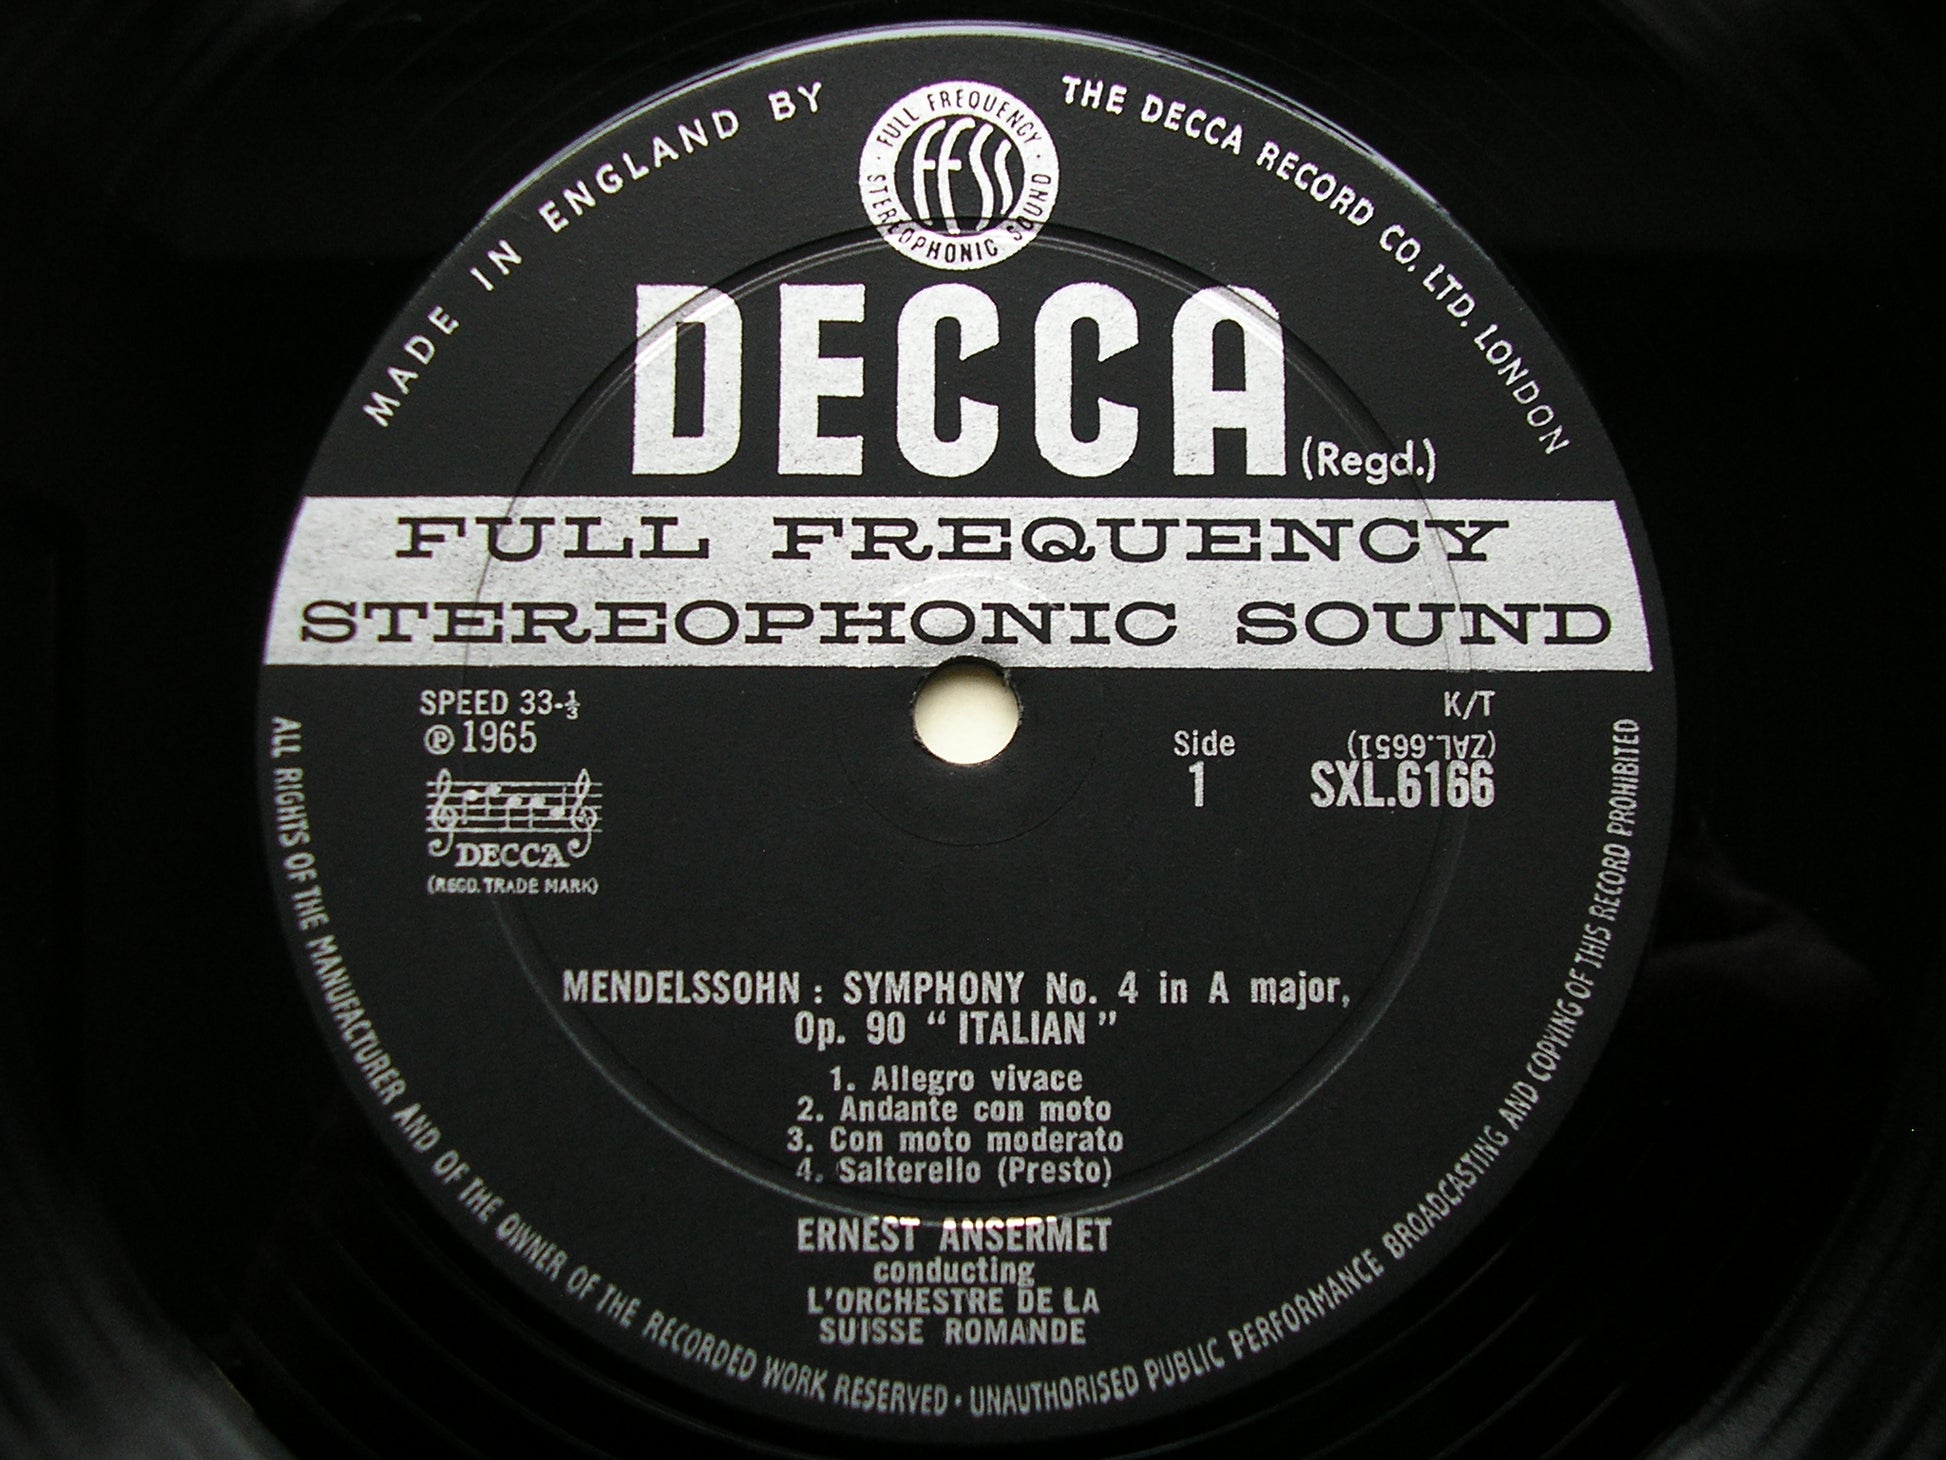 MADE IN ENGLAND BY
THE DECCA RECORD CO. LTD. LONDON
· FULL FREQUENCY ·
FFSS
STEREOPHONIC SOUND
DECCA (Regd.)
FULL FREQUENCY
STEREOPHONIC SOUND
SPEED 33-⅓
℗ 1965
DECCA
(REGD. TRADE MARK)
K/T
(ZAL.6651)
Side
1
SXL.6166
MENDELSSOHN : SYMPHONY No. 4 in A major,
Op. 90 “ ITALIAN ”
1. Allegro vivace
2. Andante con moto
3. Con moto moderato
4. Salterello (Presto)
ERNEST ANSERMET
conducting
L'ORCHESTRE DE LA
SUISSE ROMANDE
ALL RIGHTS OF THE MANUFACTURER AND OF THE OWNER OF THE RECORDED WORK RESERVED · UNAUTHORISED PUBLIC PERFORMANCE BROADCASTING AND COPYING OF THIS RECORD PROHIBITED